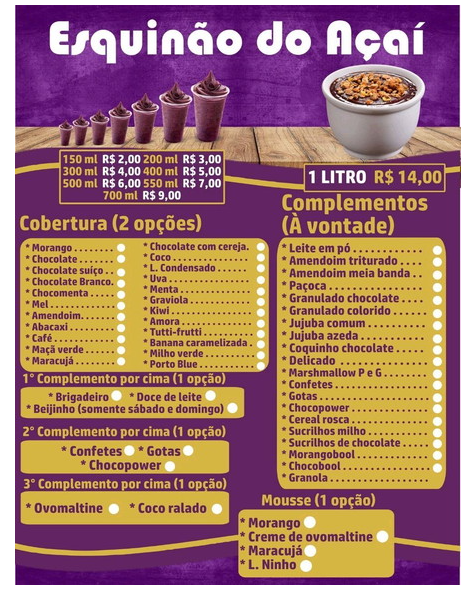 Esquinão do Açaí
150 ml R$ 2,00 200 ml R$ 3,00
300 ml R$ 4,00 400 ml R$ 5,00
500 ml R$ 6,00 550 ml R$ 7,00
700 ml R$ 9,00
1 LITRO R$ 14,00
Cobertura (2 opções)
* Morango
* Chocolate
* Chocolate suíço
* Chocolate Branco.
* Chocomenta
* Mel
* Amendoim.
* Abacaxi
* Café
* Maçã verde
* Maracujá
* Chocolate com cereja.
* Coco
* L. Condensado
* Uva
* Menta
* Graviola
* Kiwi
* Amora
* Tutti-frutti
Banana caramelizada .
* Milho verde
* Porto Blue
1° Complemento por cima (1 opção)
* Brigadeiro * Doce de leite
* Beijinho (somente sábado e domingo)
2° Complemento por cima (1 opção)
* Confetes * Gotas
* Chocopower
3° Complemento por cima (1 opção)
* Ovomaltine * Coco ralado
Complementos
(À vontade)
* Leite em pó
* Amendoim triturado
* Amendoim meia banda
* Paçoca
* Granulado chocolate
* Granulado colorido
* Jujuba comum
* Jujuba azeda
* Coquinho chocolate
* Delicado
* Marshmallow P e G
* Confetes
* Gotas
* Chocopower
* Cereal rosca
* Sucrilhos milho
* Sucrilhos de chocolate
* Morangobool
* Chocobool
* Granola
Mousse (1 opção)
* Morango
* Creme de ovomaltine
* Maracujá
* L. Ninho